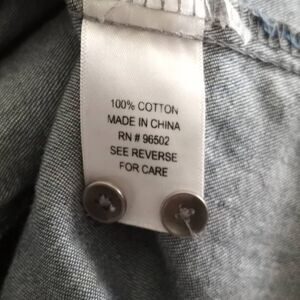 100% COTTON
MADE IN CHINA
RN # 96502
SEE REVERSE
FOR CARE